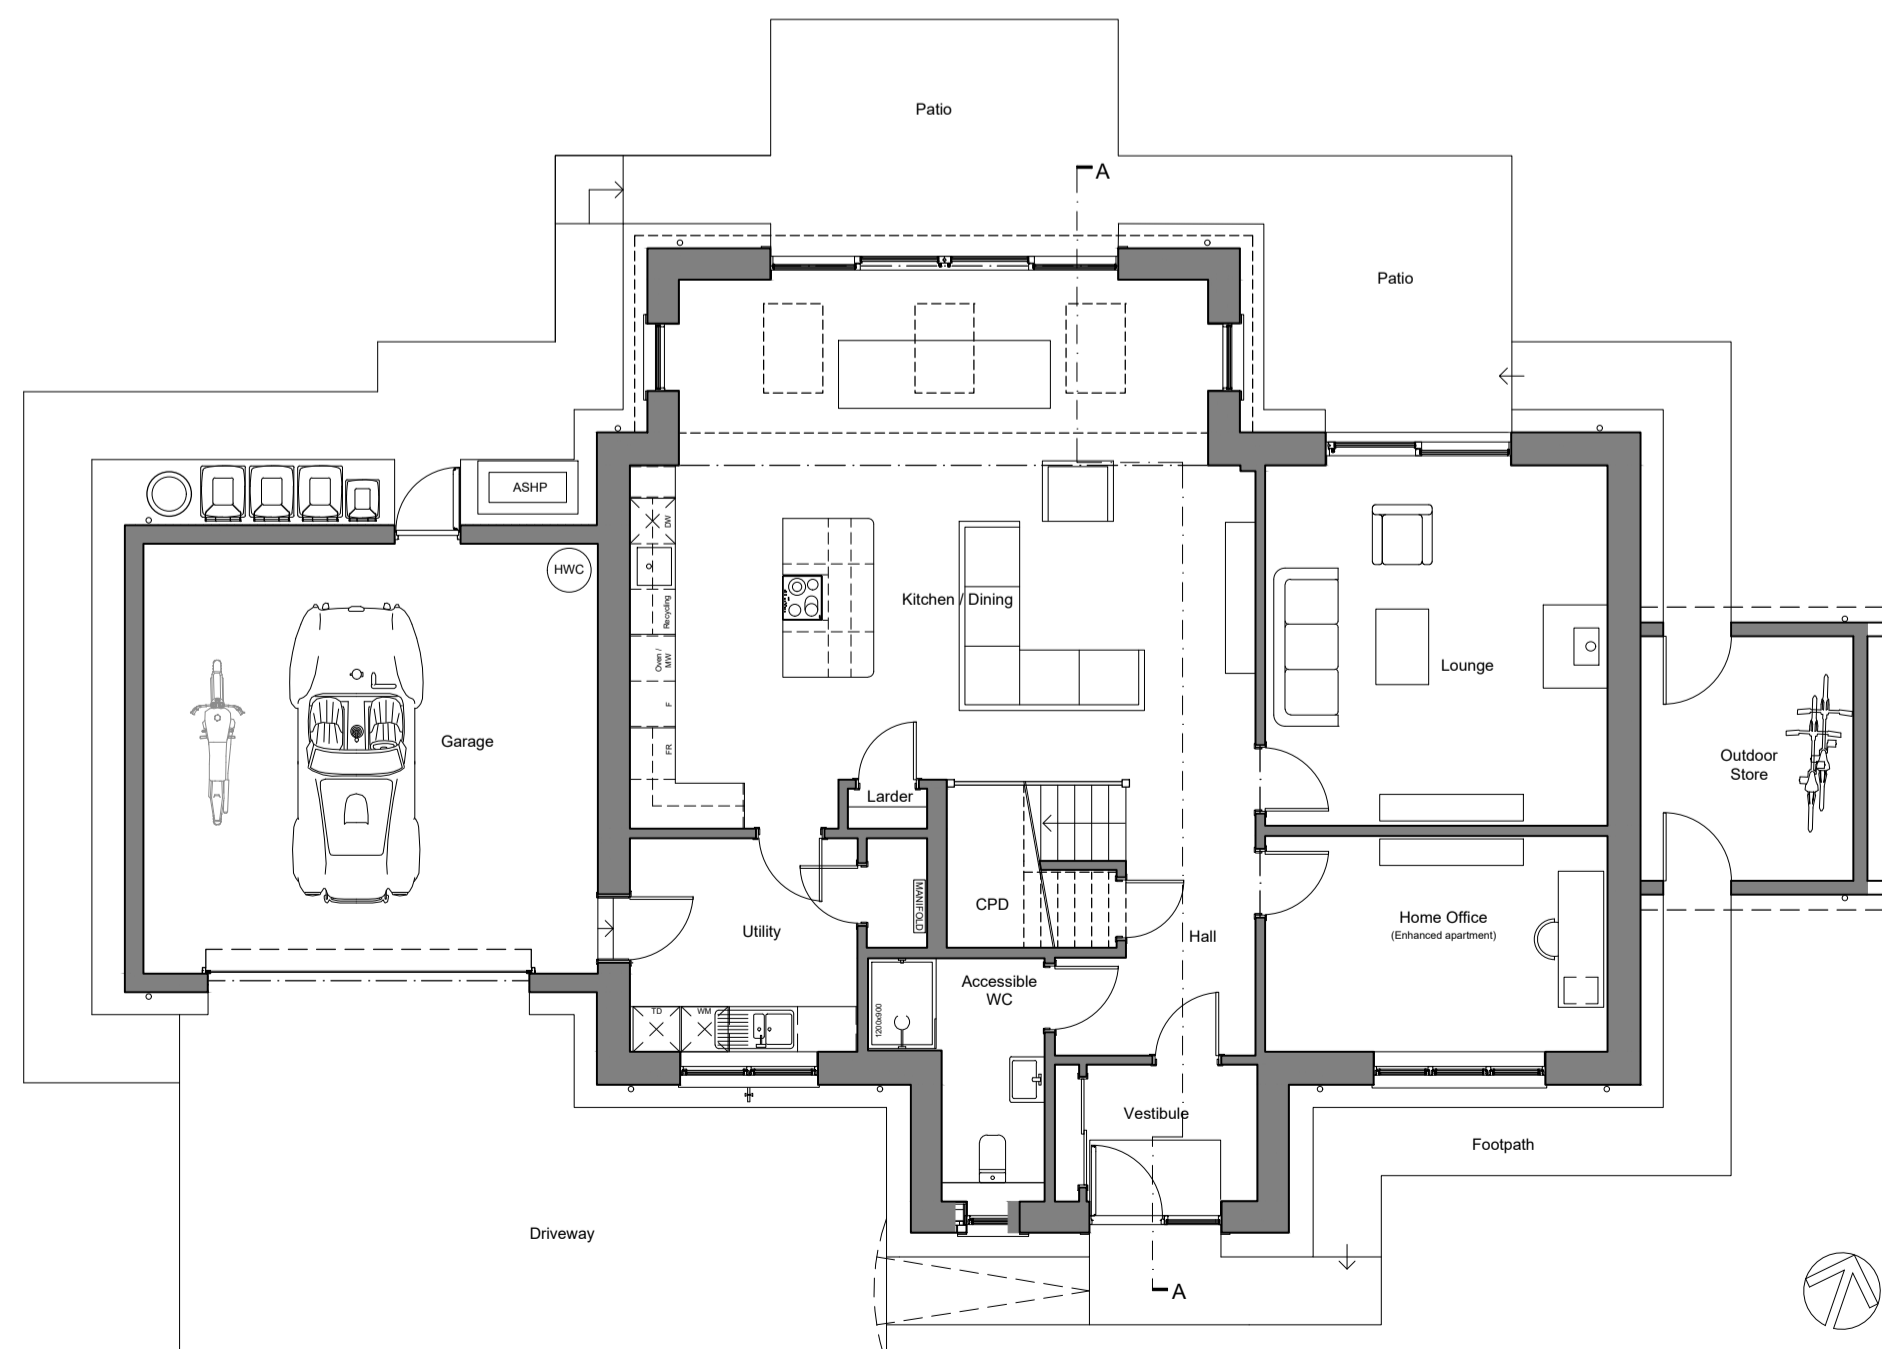 Patio
A
Patio
ASHP
HWC
DW
Recycling
Kitchen / Dining
Oven /
MW
Lounge
F
Garage
FR
Outdoor
Store
Larder
MANIFOLD
CPD
Home Office
(Enhanced apartment)
Utility
Hall
Accessible
WC
TD
WM
1200x900
Vestibule
Footpath
Driveway
A